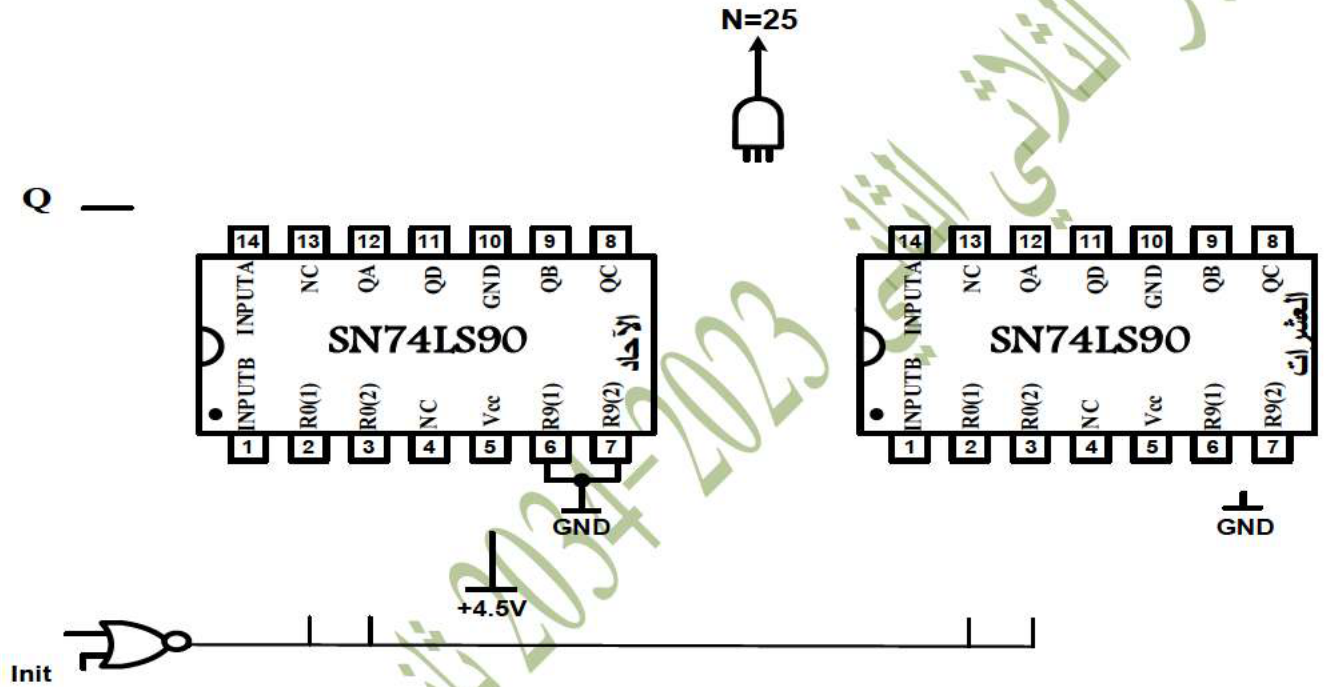 N=25
Q
14 13 12 11 10 9 8
INPUTA NC QA QD GND QB QC
SN74LS90
الآحاد
INPUTB R0(1) R0(2) NC Vcc R9(1) R9(2)
1 2 3 4 5 6 7
14 13 12 11 10 9 8
INPUTA NC QA QD GND QB QC
SN74LS90
العشرات
INPUTB R0(1) R0(2) NC Vcc R9(1) R9(2)
1 2 3 4 5 6 7
GND
GND
+4.5V
Init
2034-2023